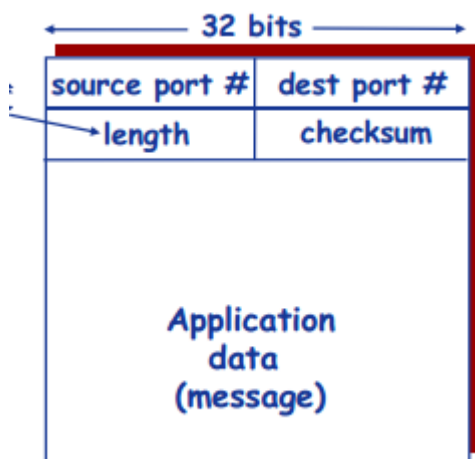 32 bits
source port # dest port #
length checksum
Application
data
(message)